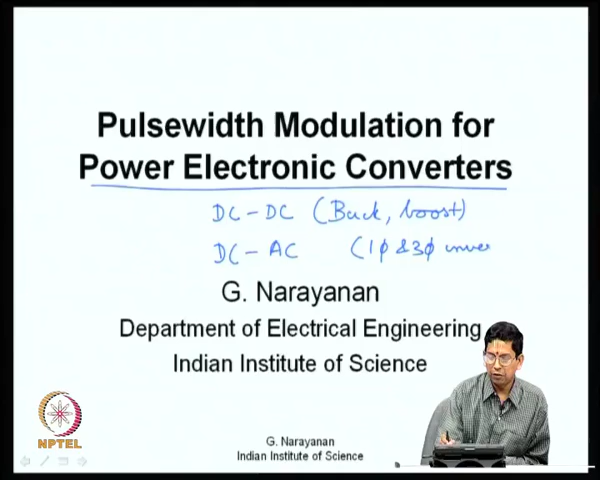 Pulsewidth Modulation for
Power Electronic Converters
DC - DC (Buck, boost)
DC - AC (1φ & 3φ inver
G. Narayanan
Department of Electrical Engineering
Indian Institute of Science
NPTEL
G. Narayanan
Indian Institute of Science